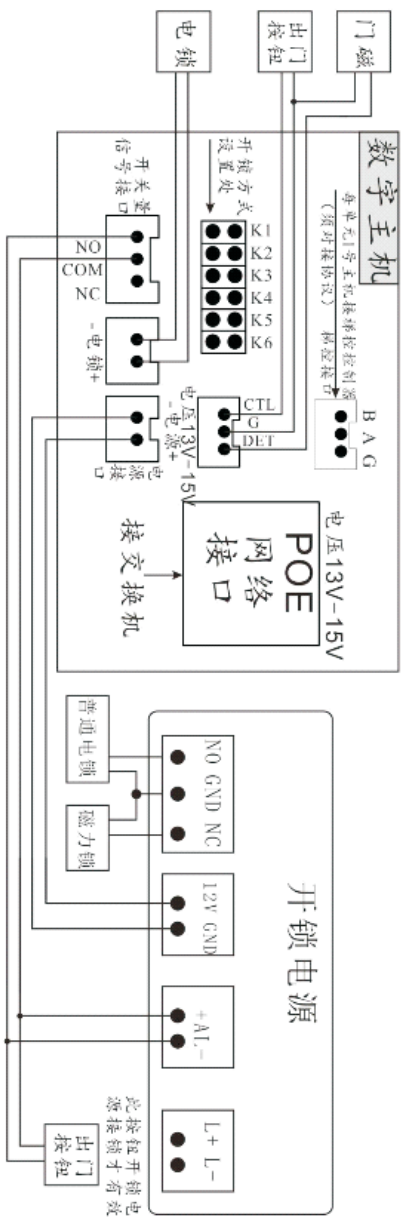 电锁
出门
按钮
门磁
数字主机
开关量
信号接口
开锁方式
设置处
每单元1号主机接梯控控制器
(须对接协议) 梯控接口
NO
COM
NC
K1
K2
K3
K4
K5
K6
B A G
-电锁+
电压13V-15V
-电源+
CTL
G
DET
电源
接口
接交换机
POE
网络
接口
电压13V-15V
普通电锁
磁力锁
NO GND NC
12V GND
开锁电源
+AL-
L+ L-
出门
按钮
此按钮开锁电
源接锁才有效